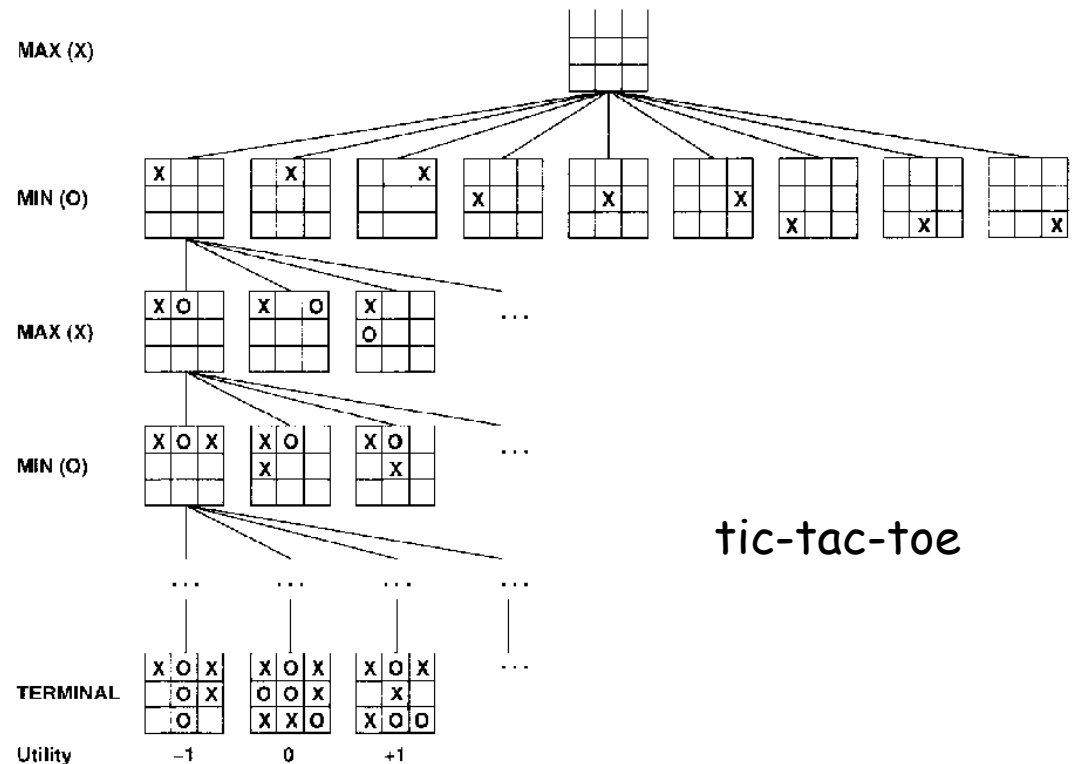 MAX (X)
X X X
MIN (O) X X X
X X X
X O X O X
MAX (X) O ...
X O X X O X O ...
MIN (O) X X
tic-tac-toe
... ... ... ...
X O X X O X X O X ...
TERMINAL O X O O X X
O X X O X O O
Utility −1 0 +1